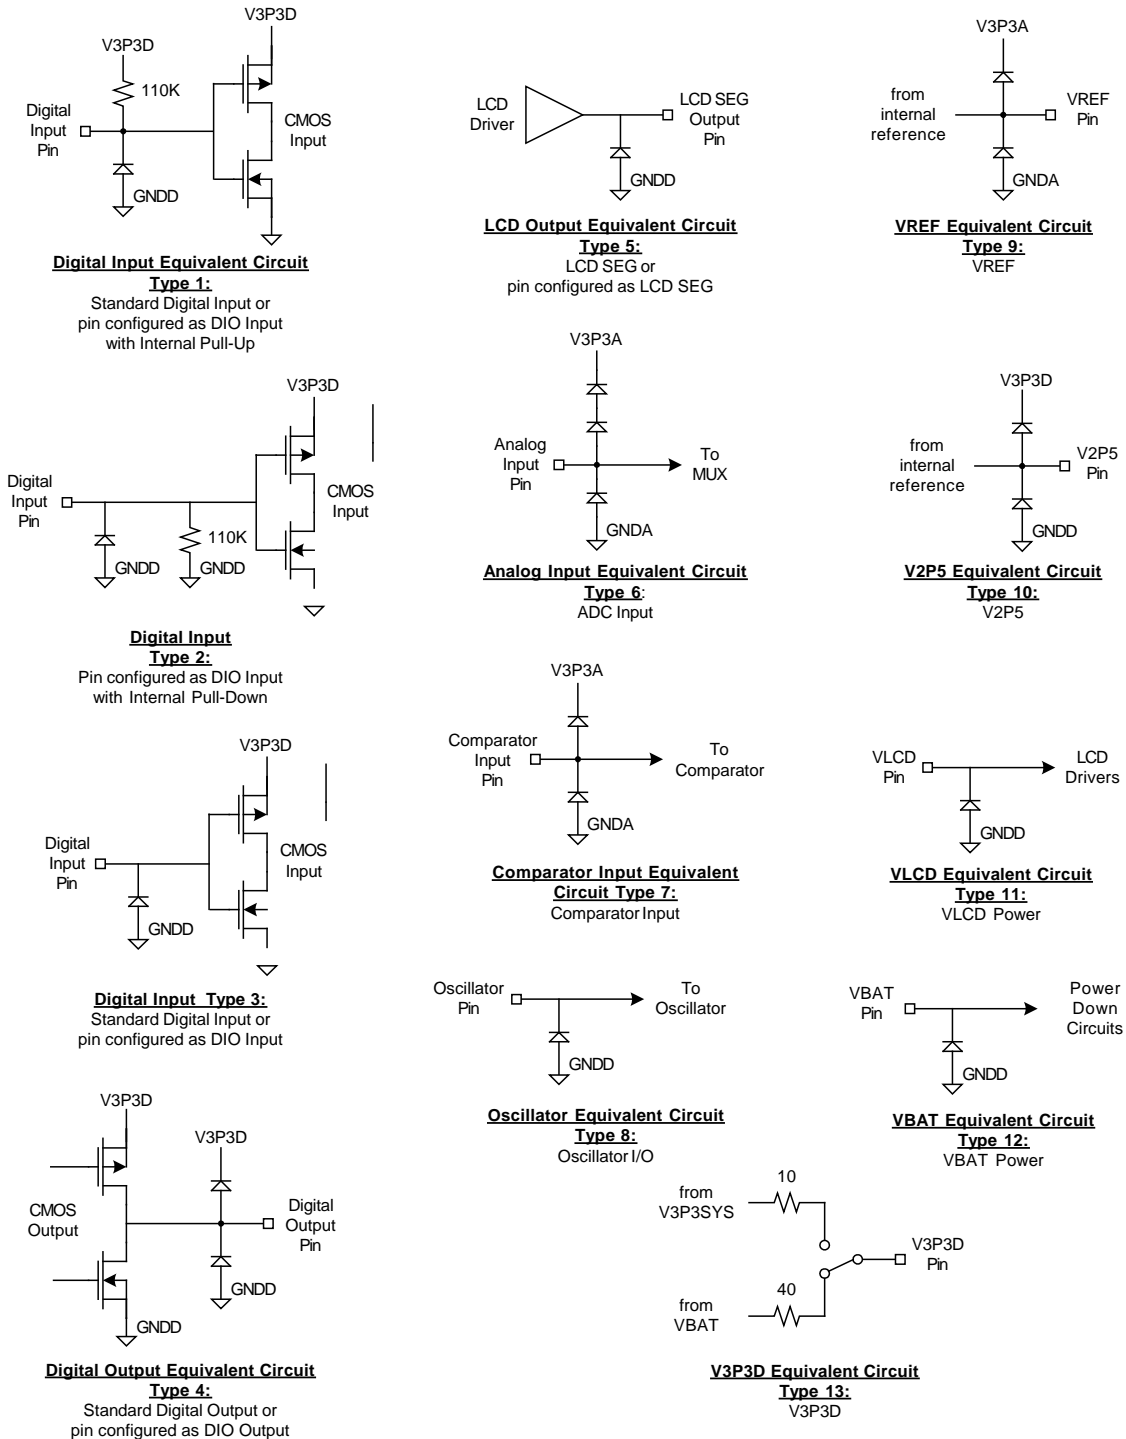 V3P3D
V3P3D
110K
Digital
Input
Pin
CMOS
Input
GNDD
Digital Input Equivalent Circuit
Type 1:
Standard Digital Input or
pin configured as DIO Input
with Internal Pull-Up
V3P3D
Digital
Input
Pin
CMOS
Input
110K
GNDD
GNDD
Digital Input
Type 2:
Pin configured as DIO Input
with Internal Pull-Down
V3P3D
Digital
Input
Pin
CMOS
Input
GNDD
Digital Input Type 3:
Standard Digital Input or
pin configured as DIO Input
V3P3D
V3P3D
CMOS
Output
Digital
Output
Pin
GNDD
GNDD
Digital Output Equivalent Circuit
Type 4:
Standard Digital Output or
pin configured as DIO Output
LCD
Driver
LCD SEG
Output
Pin
GNDD
LCD Output Equivalent Circuit
Type 5:
LCD SEG or
pin configured as LCD SEG
V3P3A
Analog
Input
Pin
To
MUX
GNDA
Analog Input Equivalent Circuit
Type 6:
ADC Input
V3P3A
Comparator
Input
Pin
To
Comparator
GNDA
Comparator Input Equivalent
Circuit Type 7:
Comparator Input
Oscillator
Pin
To
Oscillator
GNDD
Oscillator Equivalent Circuit
Type 8:
Oscillator I/O
V3P3A
from
internal
reference
VREF
Pin
GNDA
VREF Equivalent Circuit
Type 9:
VREF
V3P3D
from
internal
reference
V2P5
Pin
GNDD
V2P5 Equivalent Circuit
Type 10:
V2P5
VLCD
Pin
LCD
Drivers
GNDD
VLCD Equivalent Circuit
Type 11:
VLCD Power
VBAT
Pin
Power
Down
Circuits
GNDD
VBAT Equivalent Circuit
Type 12:
VBAT Power
from
V3P3SYS
10
V3P3D
Pin
from
VBAT
40
V3P3D Equivalent Circuit
Type 13:
V3P3D